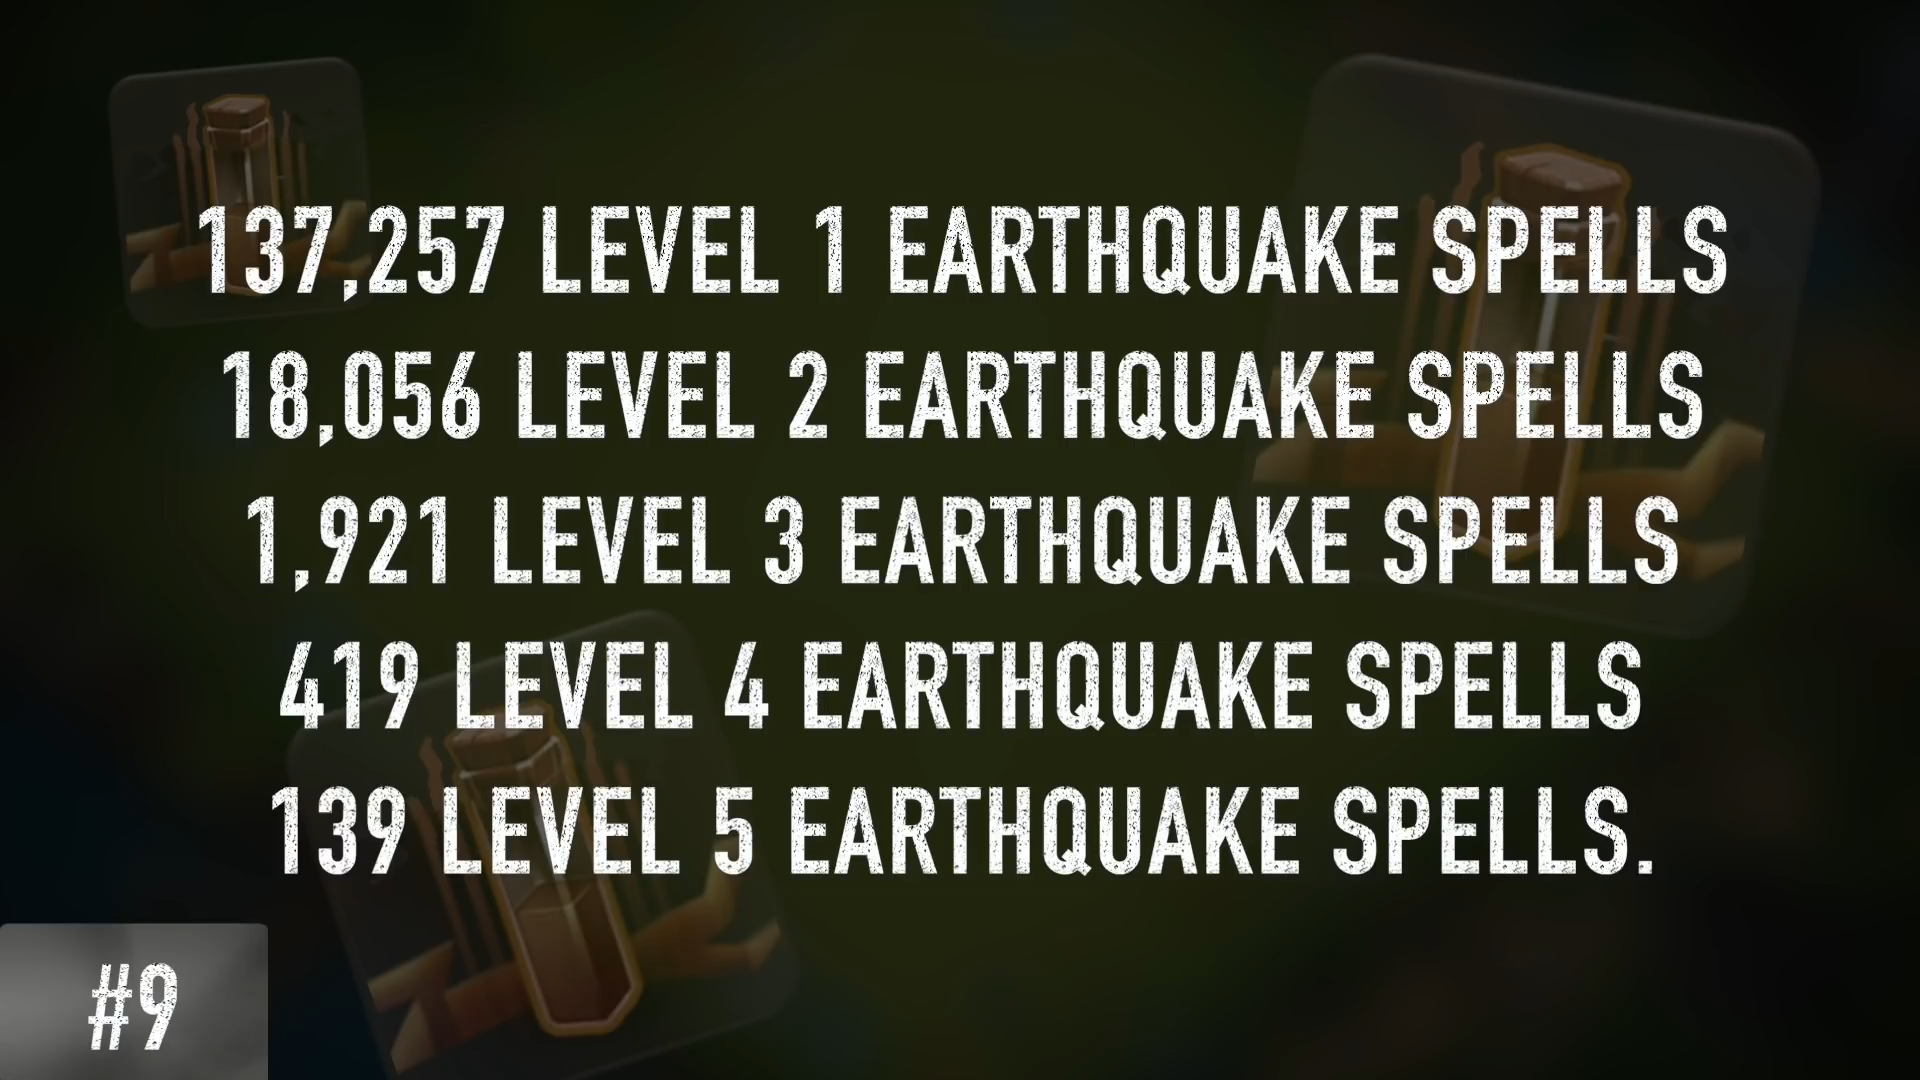 137,257 LEVEL 1 EARTHQUAKE SPELLS
18,056 LEVEL 2 EARTHQUAKE SPELLS
1,921 LEVEL 3 EARTHQUAKE SPELLS
419 LEVEL 4 EARTHQUAKE SPELLS
139 LEVEL 5 EARTHQUAKE SPELLS.
#9